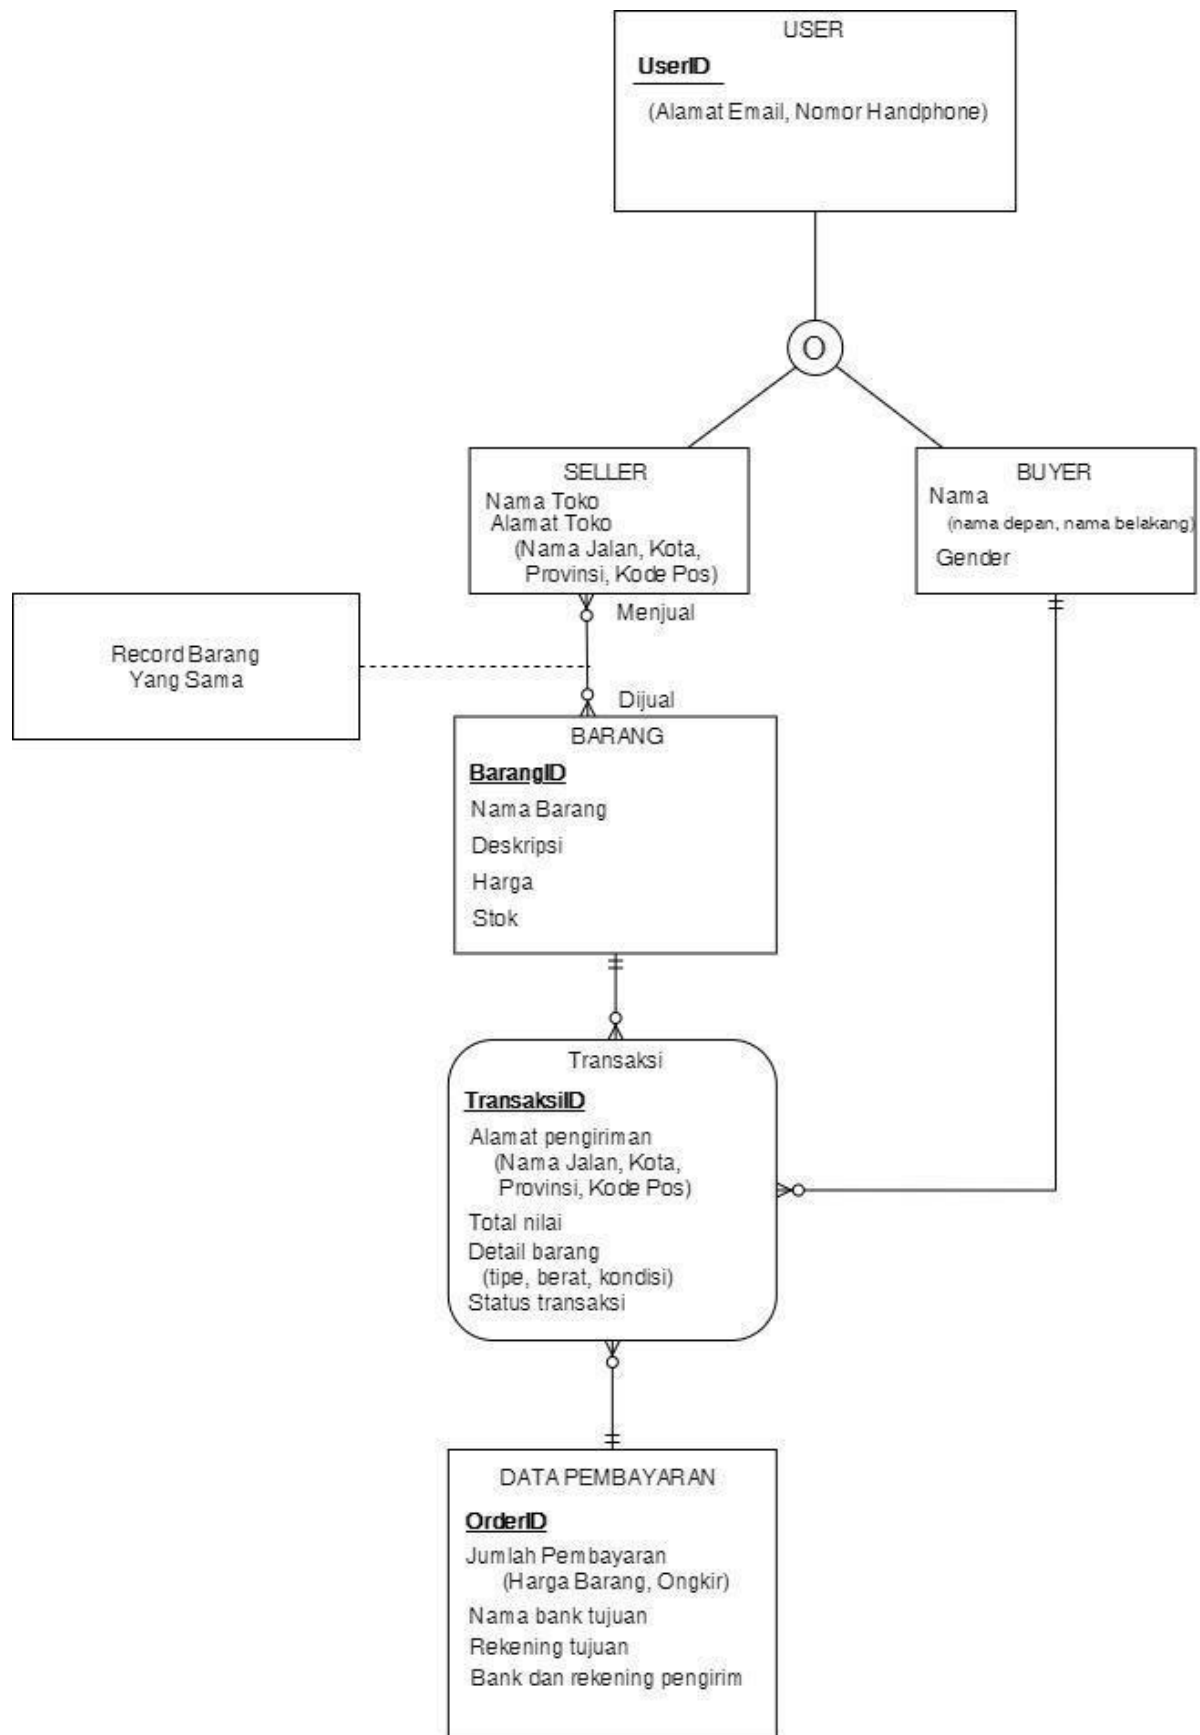 USER
UserID
(Alamat Email, Nomor Handphone)
O
SELLER
Nama Toko
Alamat Toko
(Nama Jalan, Kota,
Provinsi, Kode Pos)
BUYER
Nama
(nama depan, nama belakang)
Gender
Menjual
Record Barang
Yang Sama
Dijual
BARANG
BarangID
Nama Barang
Deskripsi
Harga
Stok
Transaksi
TransaksiID
Alamat pengiriman
(Nama Jalan, Kota,
Provinsi, Kode Pos)
Total nilai
Detail barang
(tipe, berat, kondisi)
Status transaksi
DATA PEMBAYARAN
OrderID
Jumlah Pembayaran
(Harga Barang, Ongkir)
Nama bank tujuan
Rekening tujuan
Bank dan rekening pengirim